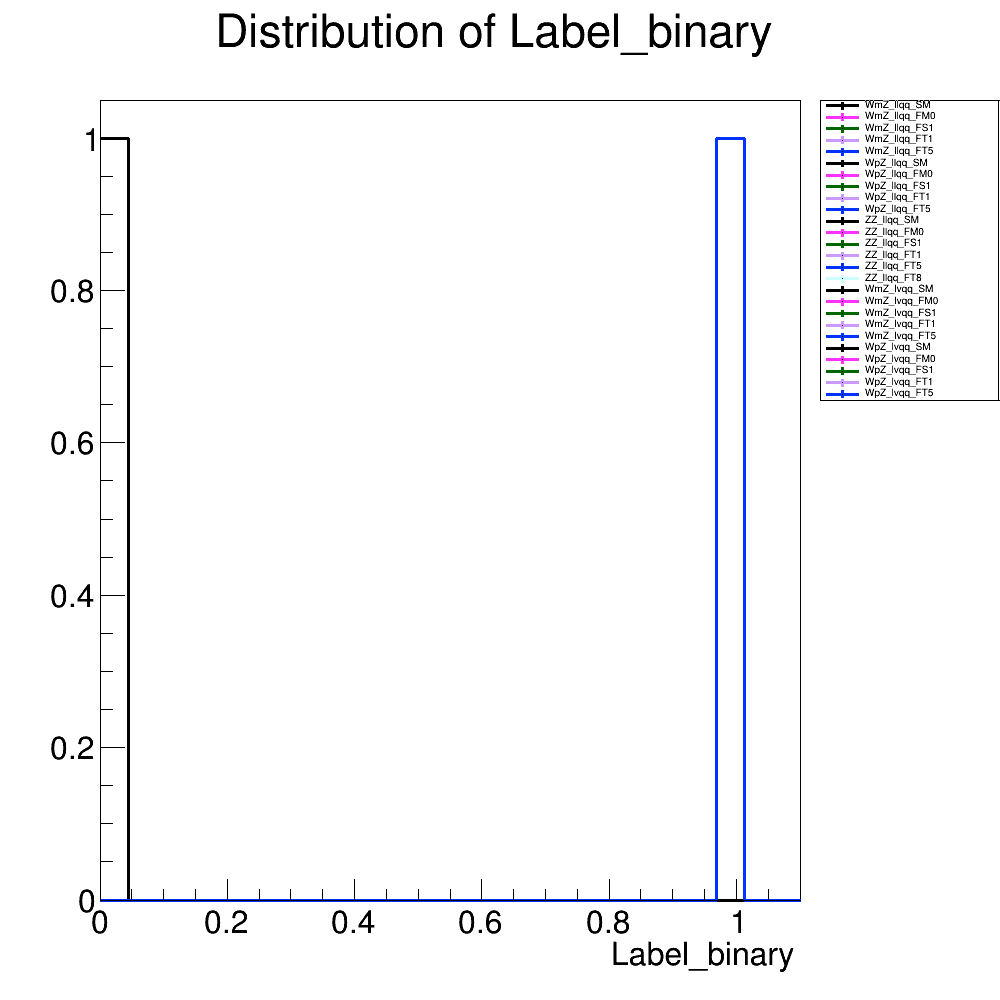 Distribution of Label_binary
1
0.8
0.6
0.4
0.2
0
0 0.2 0.4 0.6 0.8 1
Label_binary
WmZ_llqq_SM
WmZ_llqq_FM0
WmZ_llqq_FS1
WmZ_llqq_FT1
WmZ_llqq_FT5
WpZ_llqq_SM
WpZ_llqq_FM0
WpZ_llqq_FS1
WpZ_llqq_FT1
WpZ_llqq_FT5
ZZ_llqq_SM
ZZ_llqq_FM0
ZZ_llqq_FS1
ZZ_llqq_FT1
ZZ_llqq_FT5
ZZ_llqq_FT8
WmZ_lvqq_SM
WmZ_lvqq_FM0
WmZ_lvqq_FS1
WmZ_lvqq_FT1
WmZ_lvqq_FT5
WpZ_lvqq_SM
WpZ_lvqq_FM0
WpZ_lvqq_FS1
WpZ_lvqq_FT1
WpZ_lvqq_FT5